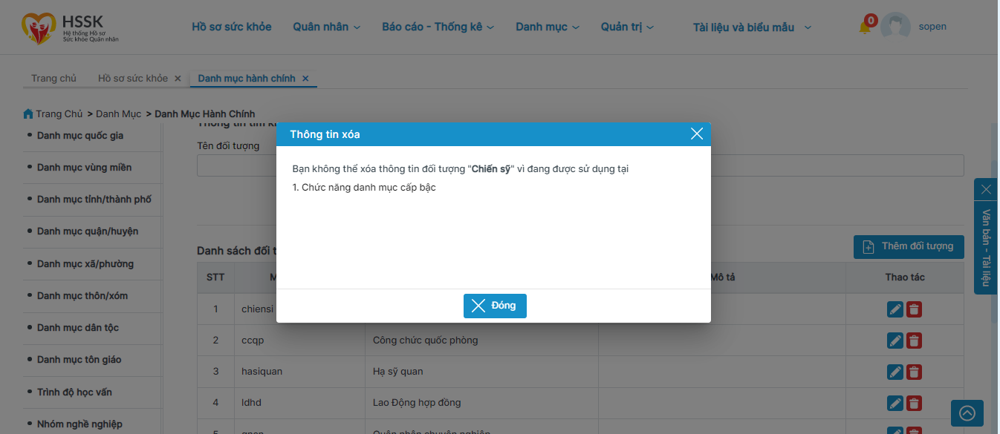 HSSK
Hệ thống Hồ sơ
Sức khỏe Quân nhân
Hồ sơ sức khỏe
Quân nhân
Báo cáo - Thống kê
Danh mục
Quản trị
Tài liệu và biểu mẫu
0
sopen
Trang chủ
Hồ sơ sức khỏe
Danh mục hành chính
Trang Chủ > Danh Mục > Danh Mục Hành Chính
Danh mục quốc gia
Danh mục vùng miền
Danh mục tỉnh/thành phố
Danh mục quận/huyện
Danh mục xã/phường
Danh mục thôn/xóm
Danh mục dân tộc
Danh mục tôn giáo
Trình độ học vấn
Nhóm nghề nghiệp
Thông tin tìm
Tên đối tượng
Thông tin xóa
Bạn không thể xóa thông tin đối tượng "Chiến sỹ" vì đang được sử dụng tại
1. Chức năng danh mục cấp bậc
Đóng
Danh sách đối
Thêm đối tượng
STT M Mô tả Thao tác
1 chiensi
2 ccqp Công chức quốc phòng
3 hasiquan Hạ sỹ quan
4 ldhd Lao Động hợp đồng
5 qncn Quân nhân chuyên nghiệp
Văn bản - Tài liệu